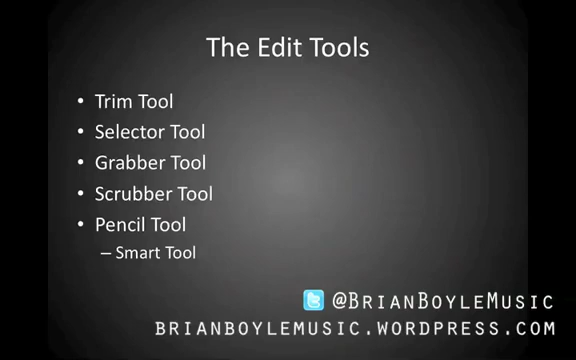 The Edit Tools
• Trim Tool
• Selector Tool
• Grabber Tool
• Scrubber Tool
• Pencil Tool
– Smart Tool
@BrianBoyleMusic
brianboylemusic.wordpress.com